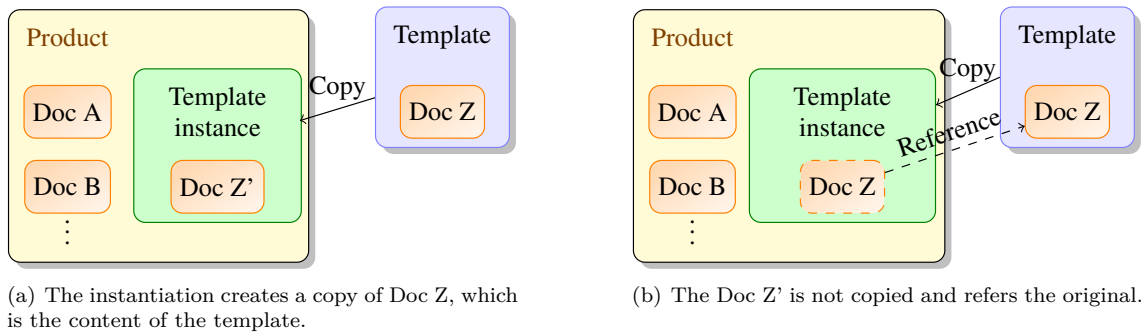 Product
Template
Doc A
Template
instance
Copy
Doc Z
Doc B
Doc Z’
⋮
(a) The instantiation creates a copy of Doc Z, which
is the content of the template.
Product
Template
Doc A
Template
instance
Copy
Reference
Doc Z
Doc B
Doc Z
⋮
(b) The Doc Z’ is not copied and refers the original.